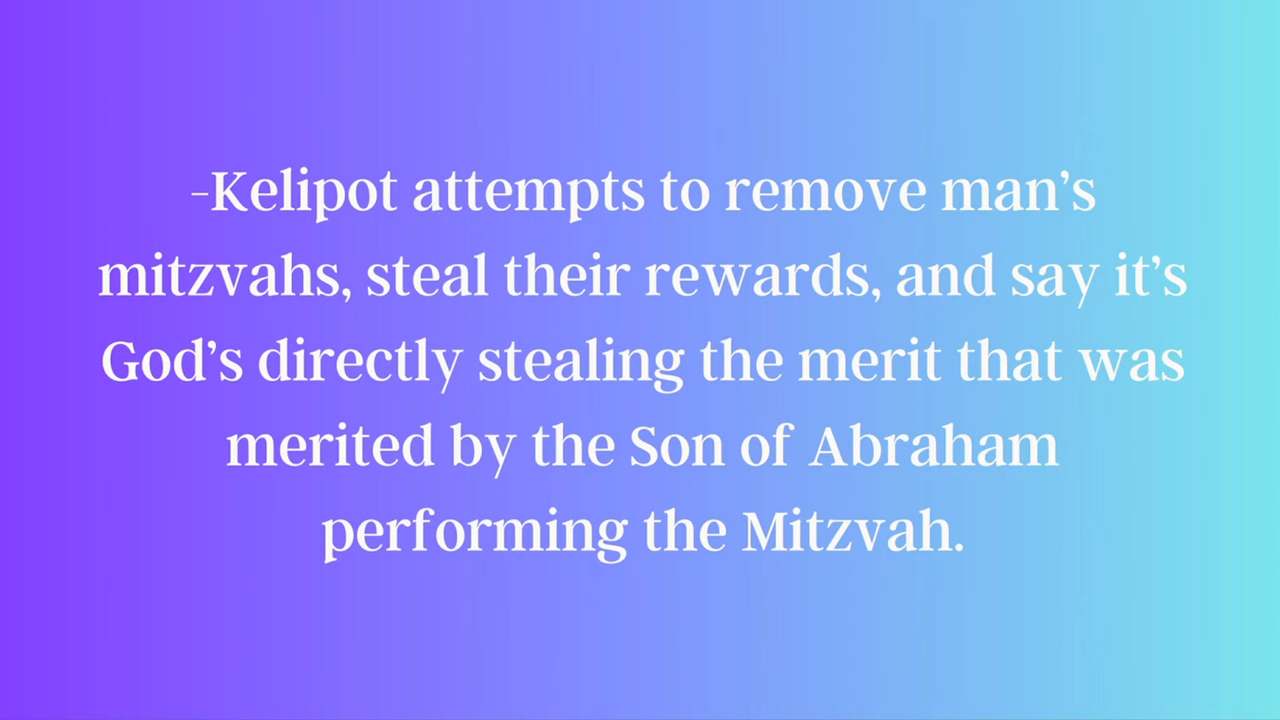 -Kelipot attempts to remove man’s
mitzvahs, steal their rewards, and say it’s
God’s directly stealing the merit that was
merited by the Son of Abraham
performing the Mitzvah.